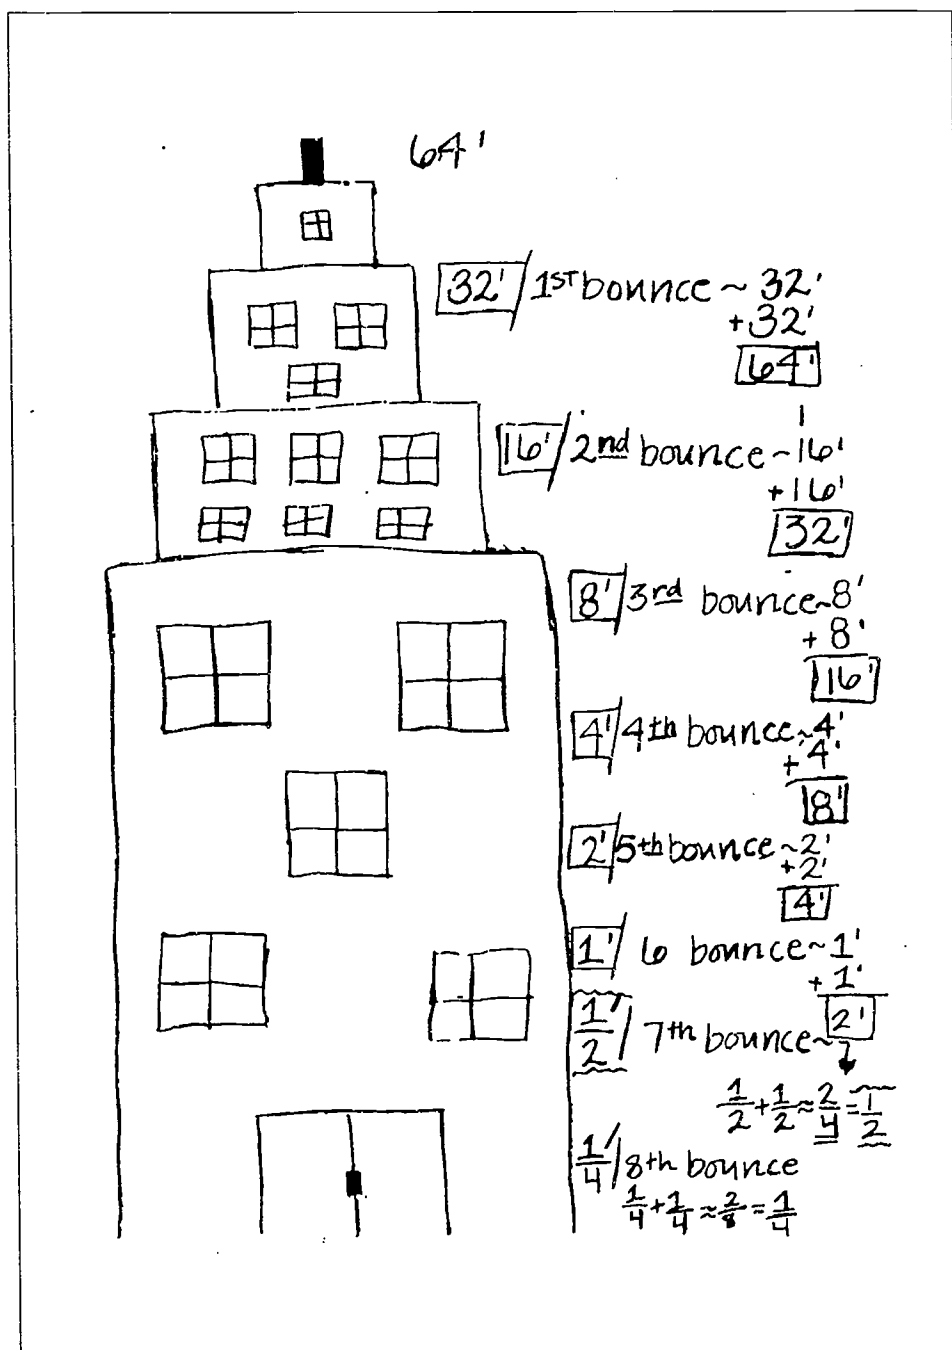 64'
32' / 1ST bounce ~ 32'
+32'
64'
1
16' / 2nd bounce ~ 16'
+16'
32'
8' / 3rd bounce ~ 8'
+ 8'
16'
4' / 4th bounce ~ 4'
+ 4'
8'
2' / 5th bounce ~ 2'
+2'
4'
1' / 6 bounce ~ 1'
+ 1'
2'
1/2' / 7th bounce ~
1/2 + 1/2 ≈ 2/4 = 1/2
1/4' / 8th bounce
1/4 + 1/4 ≈ 2/8 = 1/4